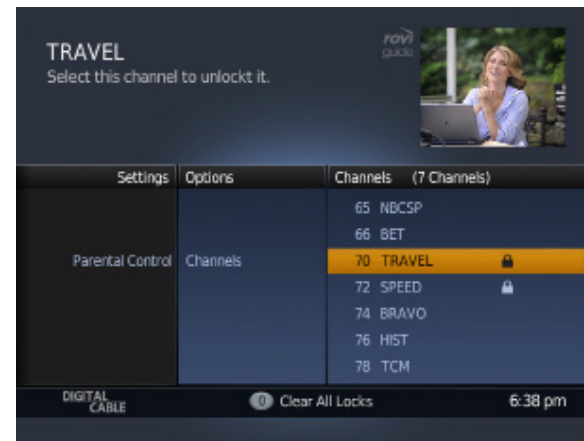 TRAVEL
Select this channel to unlockt it.
rovi
guide
Settings Options Channels (7 Channels)
65 NBCSP
66 BET
Parental Control Channels 70 TRAVEL
72 SPEED
74 BRAVO
76 HIST
78 TCM
DIGITAL
CABLE
0 Clear All Locks 6:38 pm